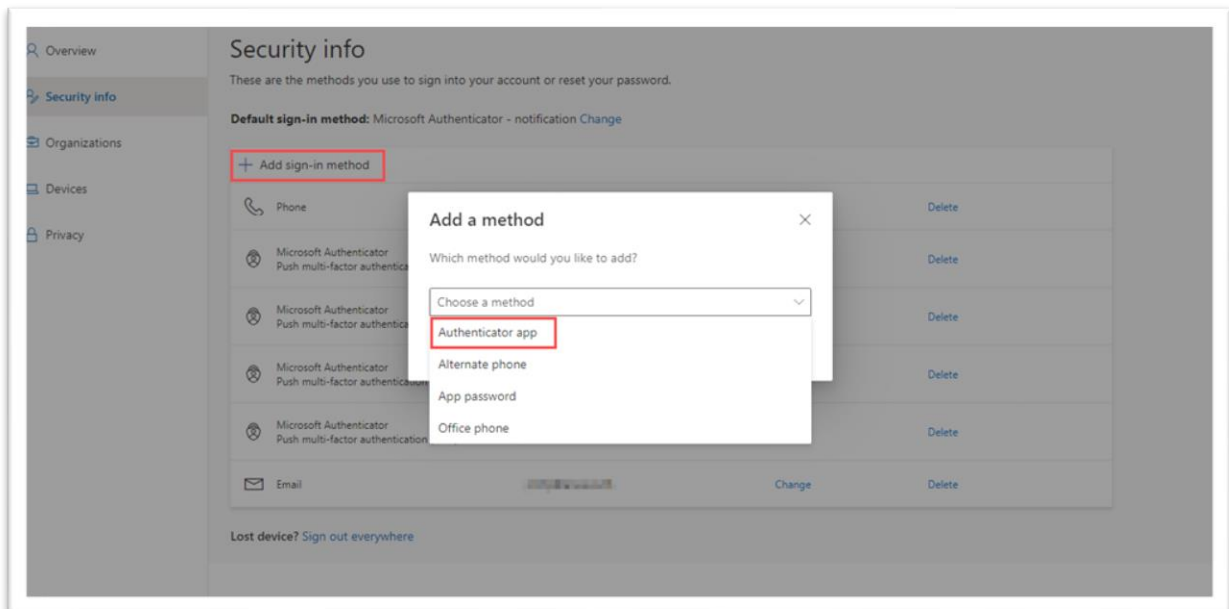 Overview
Security info
Organizations
Devices
Privacy
Security info
These are the methods you use to sign into your account or reset your password.
Default sign-in method: Microsoft Authenticator - notification Change
+ Add sign-in method
Phone
Delete
Microsoft Authenticator
Push multi-factor authentica
Delete
Microsoft Authenticator
Push multi-factor authentica
Delete
Microsoft Authenticator
Push multi-factor authentication
Delete
Microsoft Authenticator
Push multi-factor authentication
Delete
Email Change Delete
Lost device? Sign out everywhere
Add a method
Which method would you like to add?
Choose a method
Authenticator app
Alternate phone
App password
Office phone